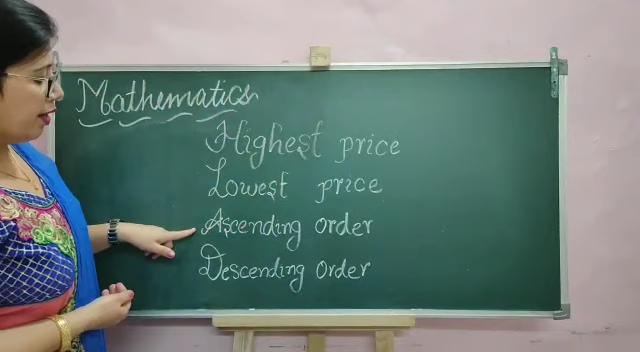 Mathematics
Highest price
Lowest price
Ascending order
Descending order